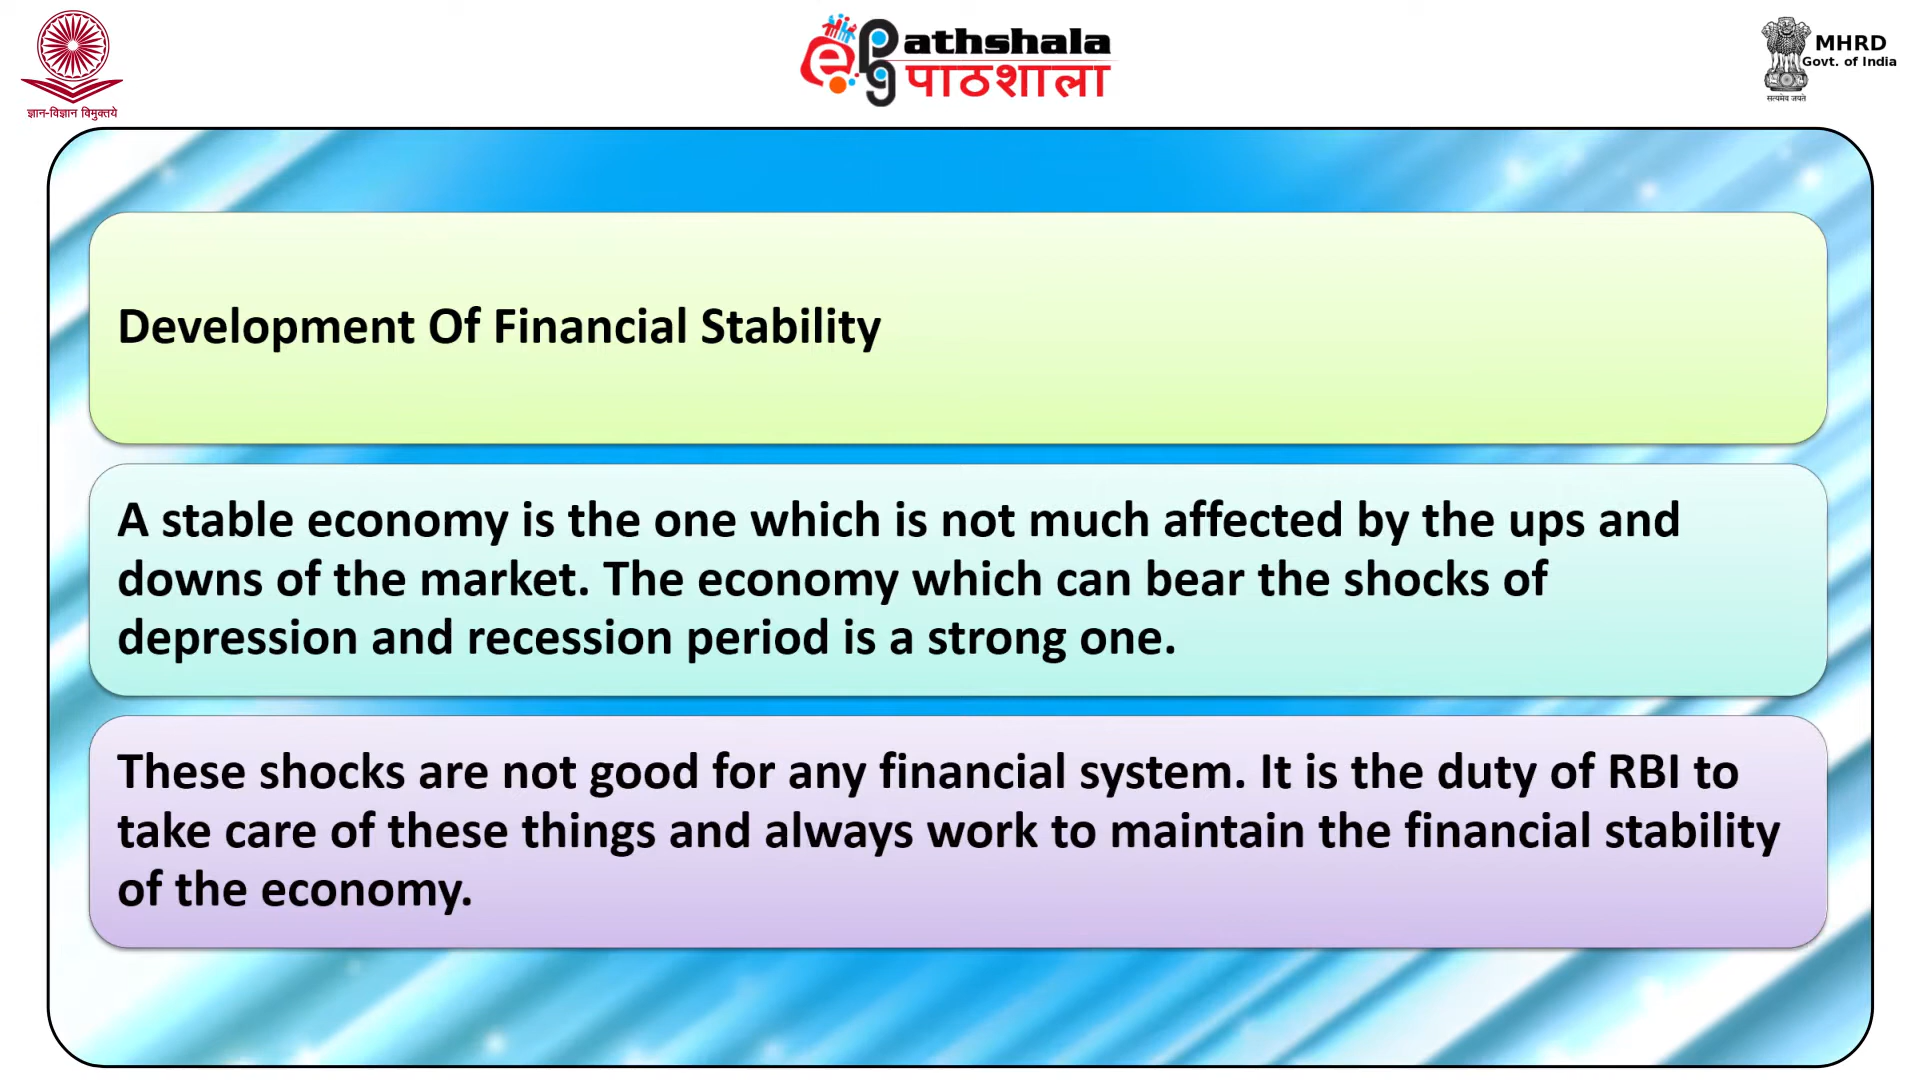 ज्ञान-विज्ञान विमुक्तये
epg
athshala
पाठशाला
सत्यमेव जयते
MHRD
Govt. of India
Development Of Financial Stability
A stable economy is the one which is not much affected by the ups and
downs of the market. The economy which can bear the shocks of
depression and recession period is a strong one.
These shocks are not good for any financial system. It is the duty of RBI to
take care of these things and always work to maintain the financial stability
of the economy.